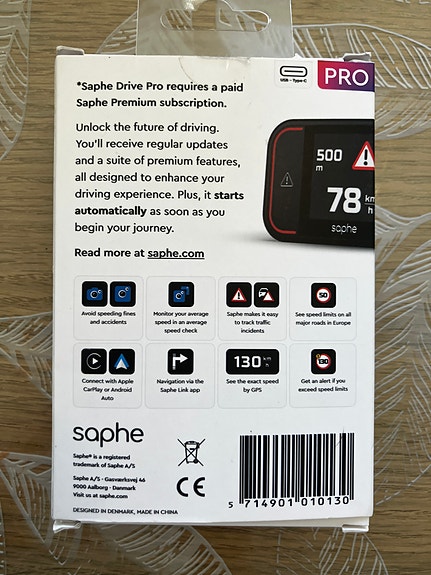 USB - Type-C
PRO
*Saphe Drive Pro requires a paid
Saphe Premium subscription.
Unlock the future of driving.
You'll receive regular updates
and a suite of premium features,
all designed to enhance your
driving experience. Plus, it starts
automatically as soon as you
begin your journey.
Read more at saphe.com
500
m
78 km
h
saphe
Avoid speeding fines
and accidents
Monitor your average
speed in an average
speed check
Saphe makes it easy
to track traffic
incidents
50
See speed limits on all
major roads in Europe
Connect with Apple
CarPlay or Android
Auto
Navigation via the
Saphe Link app
130 km
h
See the exact speed
by GPS
130
Get an alert if you
exceed speed limits
saphe
Saphe® is a registered
trademark of Saphe A/S
Saphe A/S · Gasværksvej 46
9000 Aalborg · Denmark
Visit us at saphe.com
CE
DESIGNED IN DENMARK, MADE IN CHINA
5 714901 010130